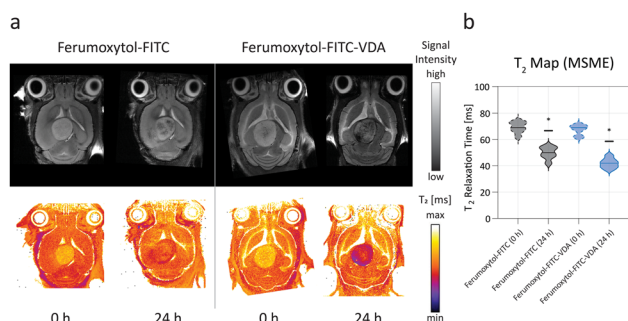 a
Ferumoxytol-FITC
Ferumoxytol-FITC-VDA
Signal
Intensity
high
low
T₂ [ms]
max
min
0 h
24 h
0 h
24 h
b
T₂ Map (MSME)
T₂ Relaxation Time [ms]
100
80
60
40
20
0
*
*
Ferumoxytol-FITC (0 h)
Ferumoxytol-FITC (24 h)
Ferumoxytol-FITC-VDA (0 h)
Ferumoxytol-FITC-VDA (24 h)